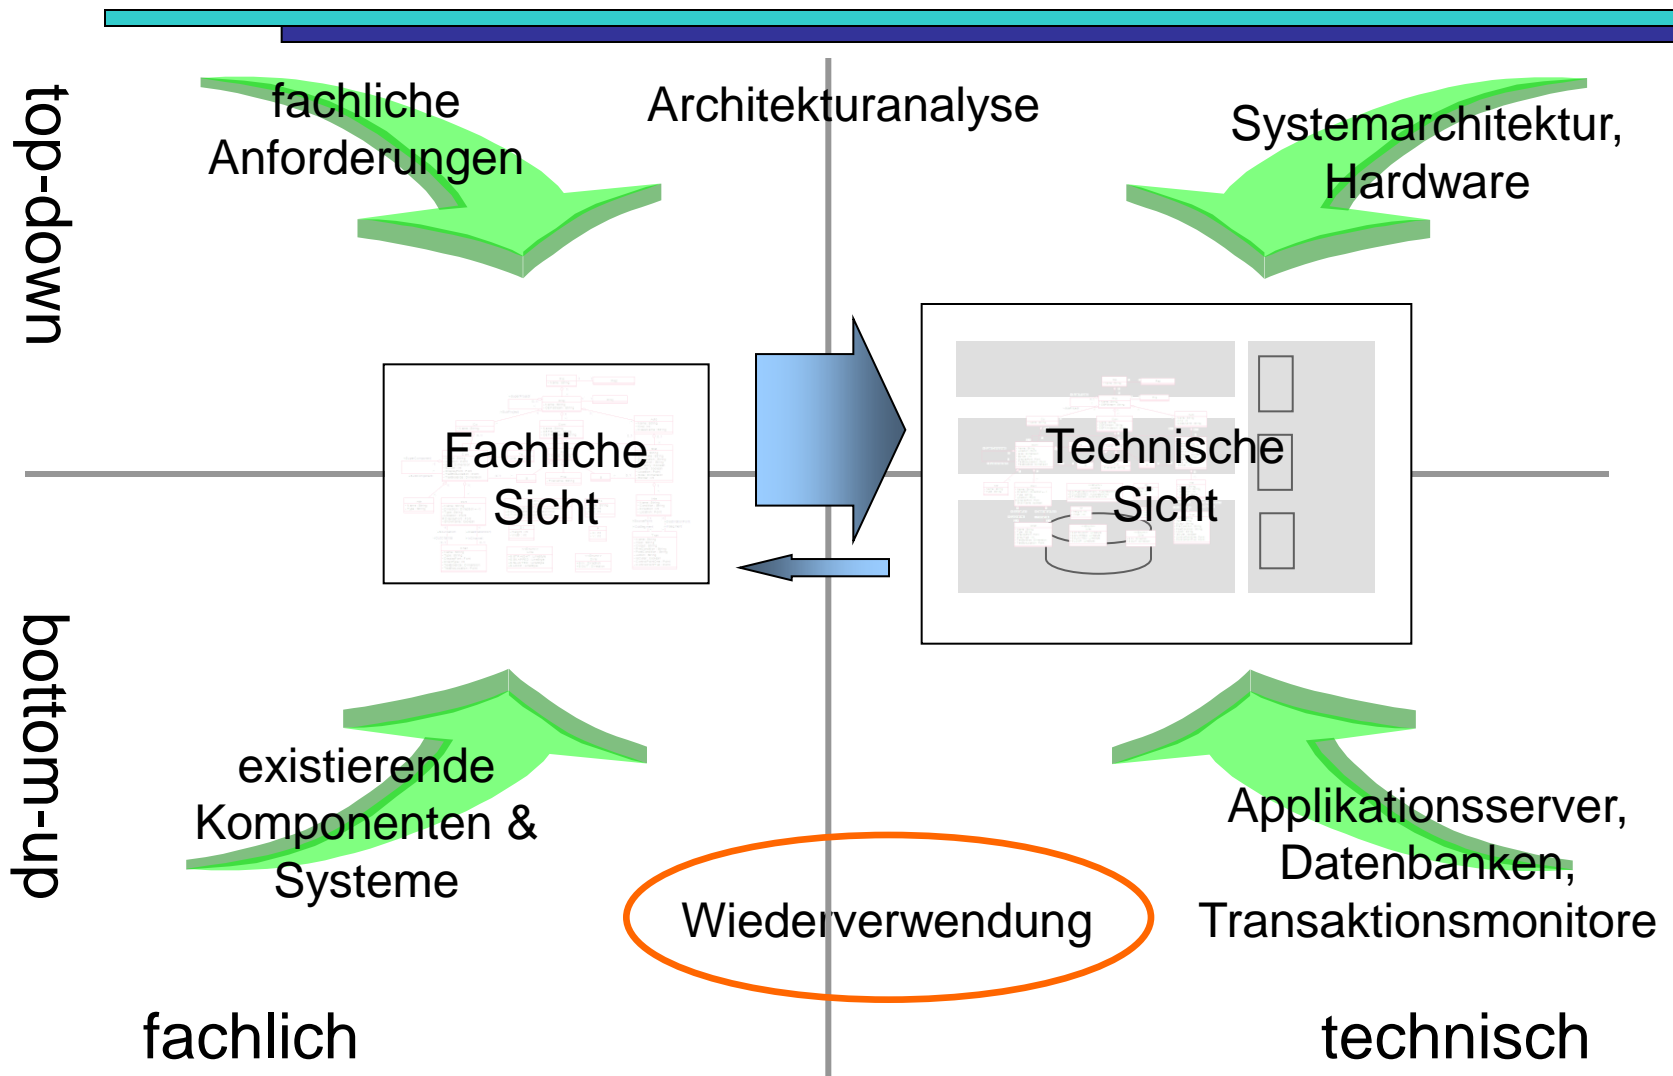 top-down
fachliche
Anforderungen
Architekturanalyse
Systemarchitektur,
Hardware
Fachliche
Sicht
Technische
Sicht
bottom-up
existierende
Komponenten &
Systeme
Wiederverwendung
Applikationsserver,
Datenbanken,
Transaktionsmonitore
fachlich
technisch